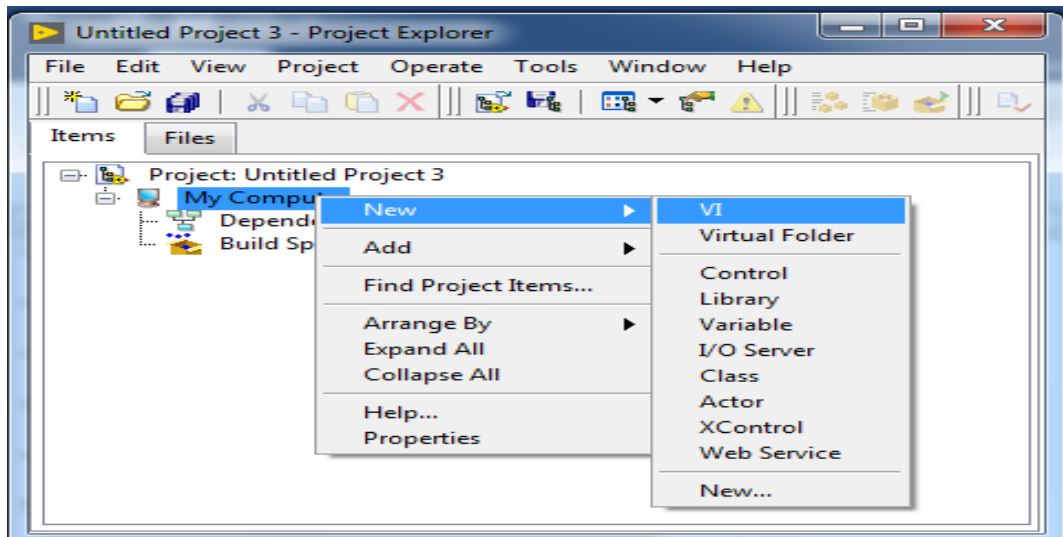 Untitled Project 3 - Project Explorer
File Edit View Project Operate Tools Window Help
Items Files
Project: Untitled Project 3
My Compu
Depend
Build Sp
New
Add
Find Project Items...
Arrange By
Expand All
Collapse All
Help...
Properties
VI
Virtual Folder
Control
Library
Variable
I/O Server
Class
Actor
XControl
Web Service
New...